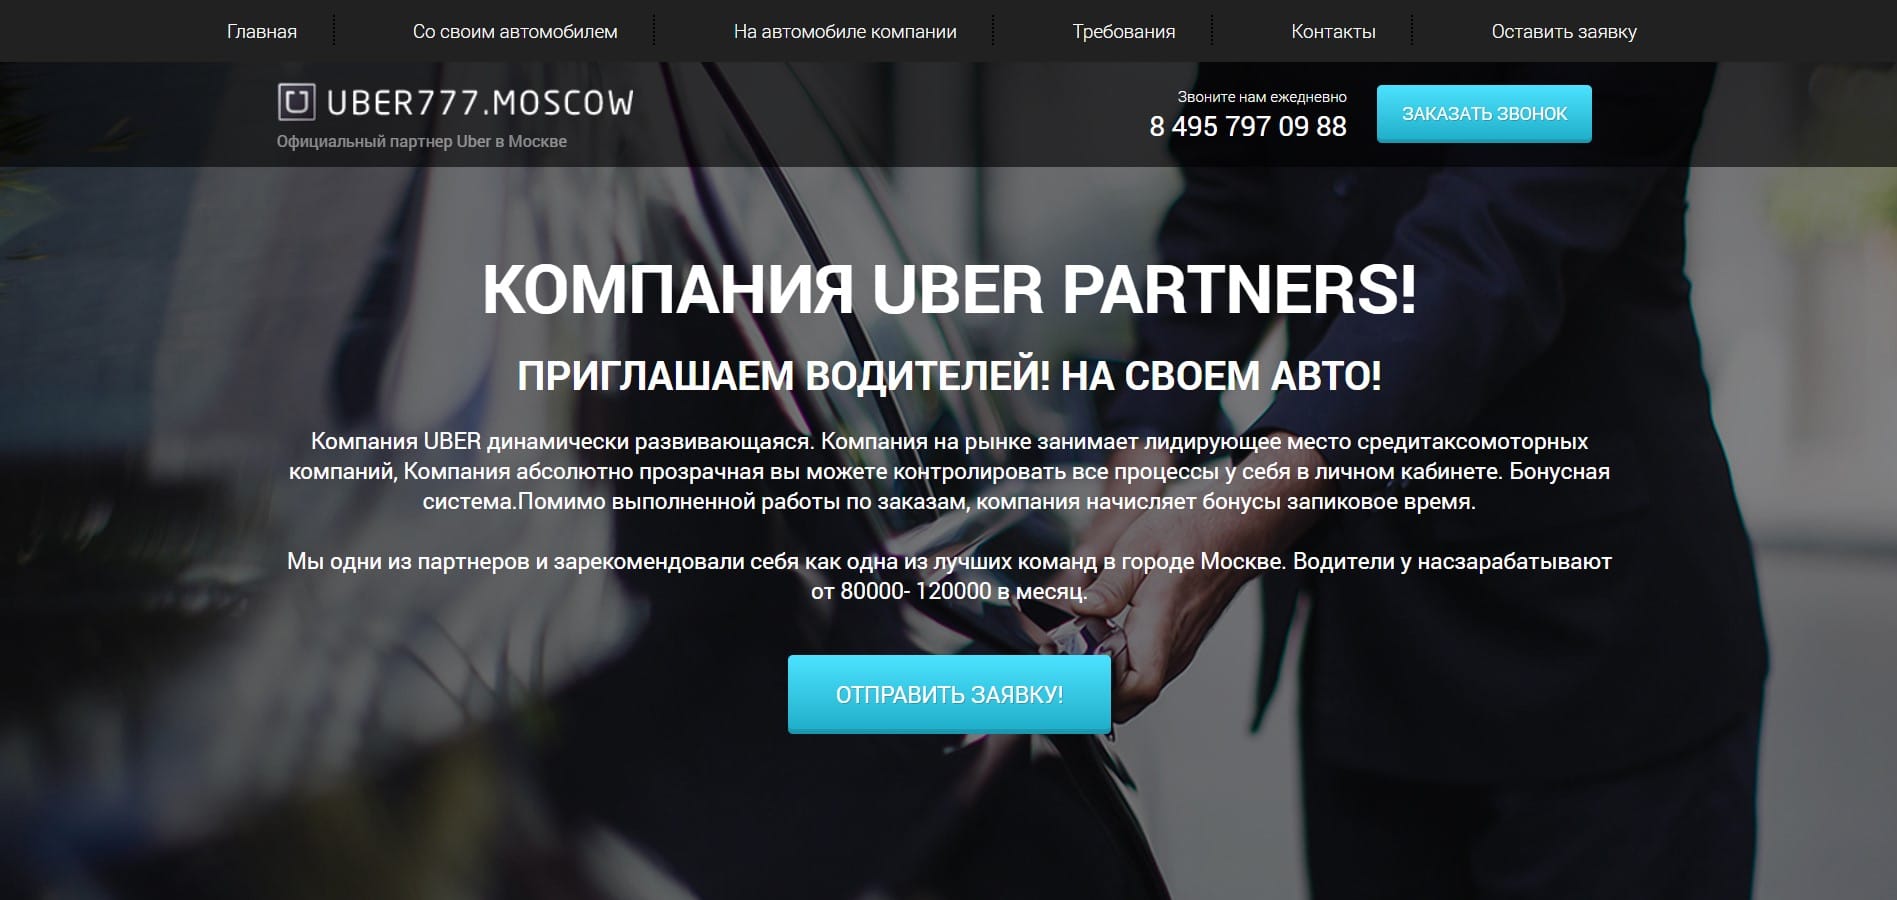 Главная
Со своим автомобилем
На автомобиле компании
Требования
Контакты
Оставить заявку
UBER777.MOSCOW
Официальный партнер Uber в Москве
Звоните нам ежедневно
8 495 797 09 88
ЗАКАЗАТЬ ЗВОНОК
КОМПАНИЯ UBER PARTNERS!
ПРИГЛАШАЕМ ВОДИТЕЛЕЙ! НА СВОЕМ АВТО!
Компания UBER динамически развивающаяся. Компания на рынке занимает лидирующее место средитаксомоторных
компаний, Компания абсолютно прозрачная вы можете контролировать все процессы у себя в личном кабинете. Бонусная
система.Помимо выполненной работы по заказам, компания начисляет бонусы запиковое время.
Мы одни из партнеров и зарекомендовали себя как одна из лучших команд в городе Москве. Водители у насзарабатывают
от 80000- 120000 в месяц.
ОТПРАВИТЬ ЗАЯВКУ!